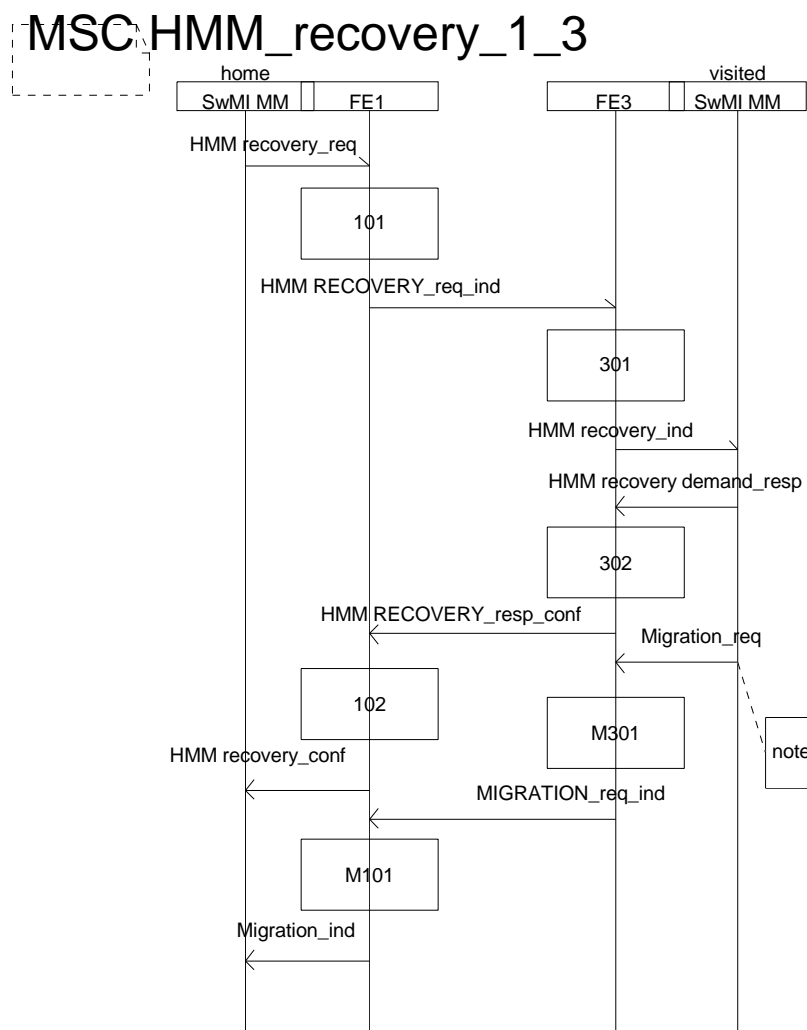 MSC HMM_recovery_1_3
home
visited
SwMI MM
FE1
FE3
SwMI MM
HMM recovery_req
101
HMM RECOVERY_req_ind
301
HMM recovery_ind
HMM recovery demand_resp
302
HMM RECOVERY_resp_conf
Migration_req
102
M301
note
HMM recovery_conf
MIGRATION_req_ind
M101
Migration_ind